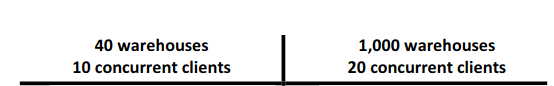 40 warehouses
10 concurrent clients
1,000 warehouses
20 concurrent clients